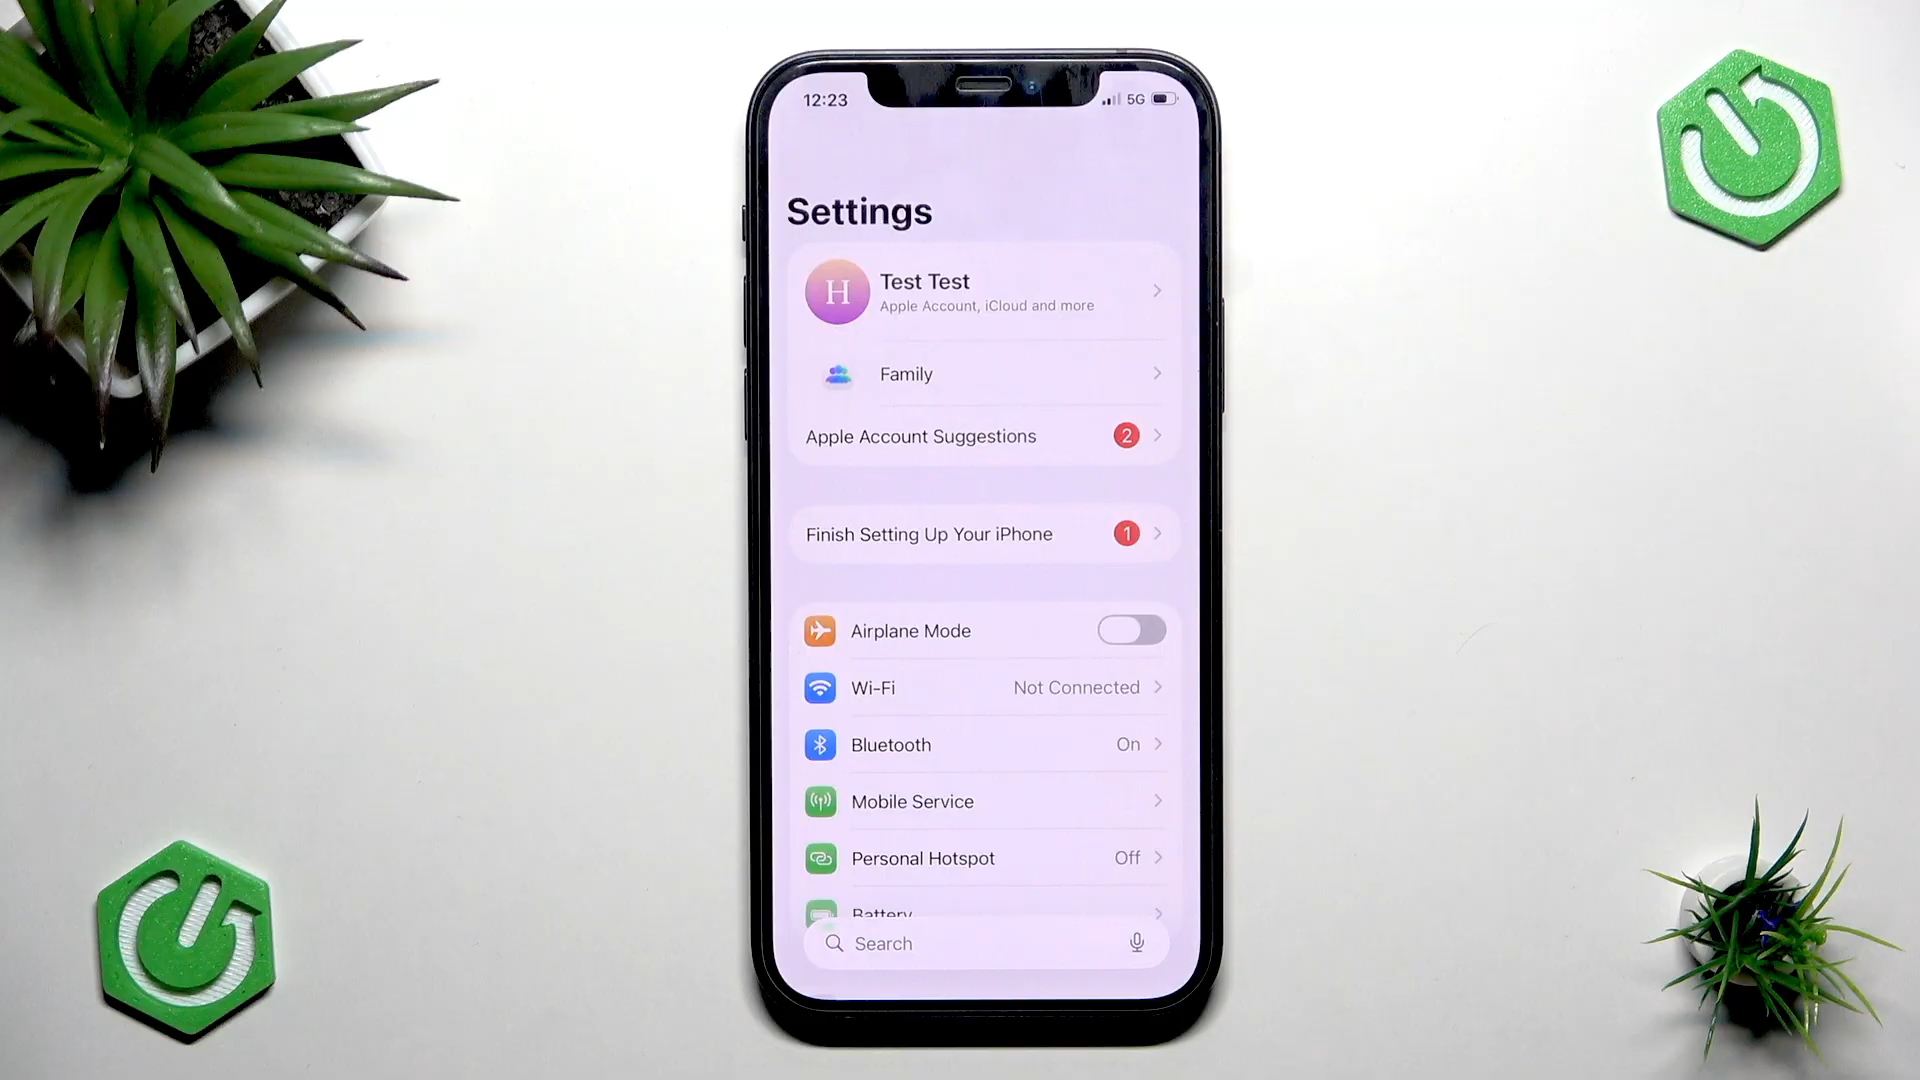 12:23
5G
Settings
H
Test Test
Apple Account, iCloud and more
Family
Apple Account Suggestions 2
Finish Setting Up Your iPhone 1
Airplane Mode
Wi-Fi Not Connected
Bluetooth On
Mobile Service
Personal Hotspot Off
Battery
Search